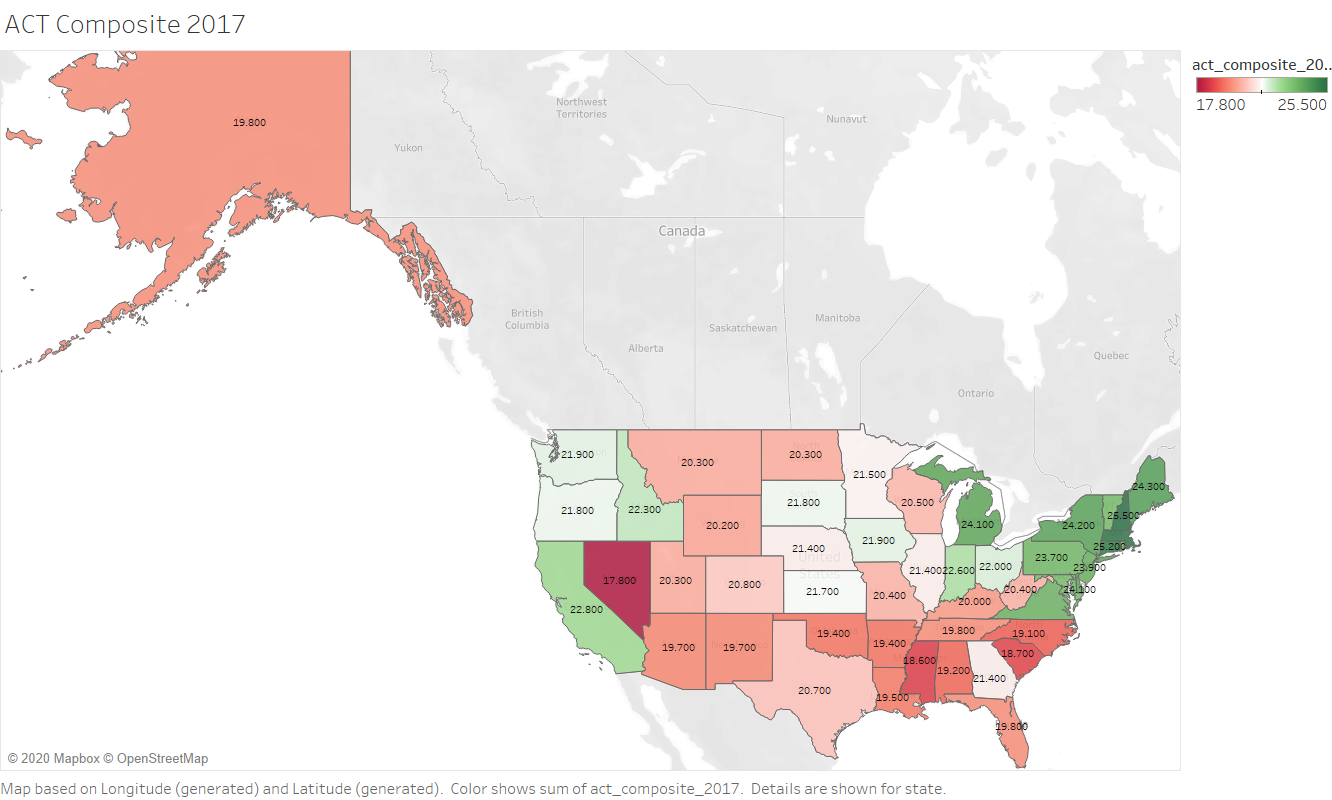 ACT Composite 2017
act_composite_20..
17.800 25.500
19.800
Northwest
Territories
Nunavut
Yukon
Canada
British
Columbia
Alberta
Saskatchewan
Manitoba
Ontario
Quebec
21.900
20.300
20.300
21.500
24.300
21.800
22.300
20.200
21.800
20.500
24.100
24.200
25.500
21.400
21.900
25.200
United
States
17.800
20.300
20.800
21.700
20.400
21.400
22.600
22.000
23.700
23.900
24.100
22.800
20.000
20.400
19.700
19.700
19.400
19.400
19.800
19.100
20.700
19.500
18.600
19.200
21.400
18.700
19.800
© 2020 Mapbox © OpenStreetMap
Map based on Longitude (generated) and Latitude (generated). Color shows sum of act_composite_2017. Details are shown for state.